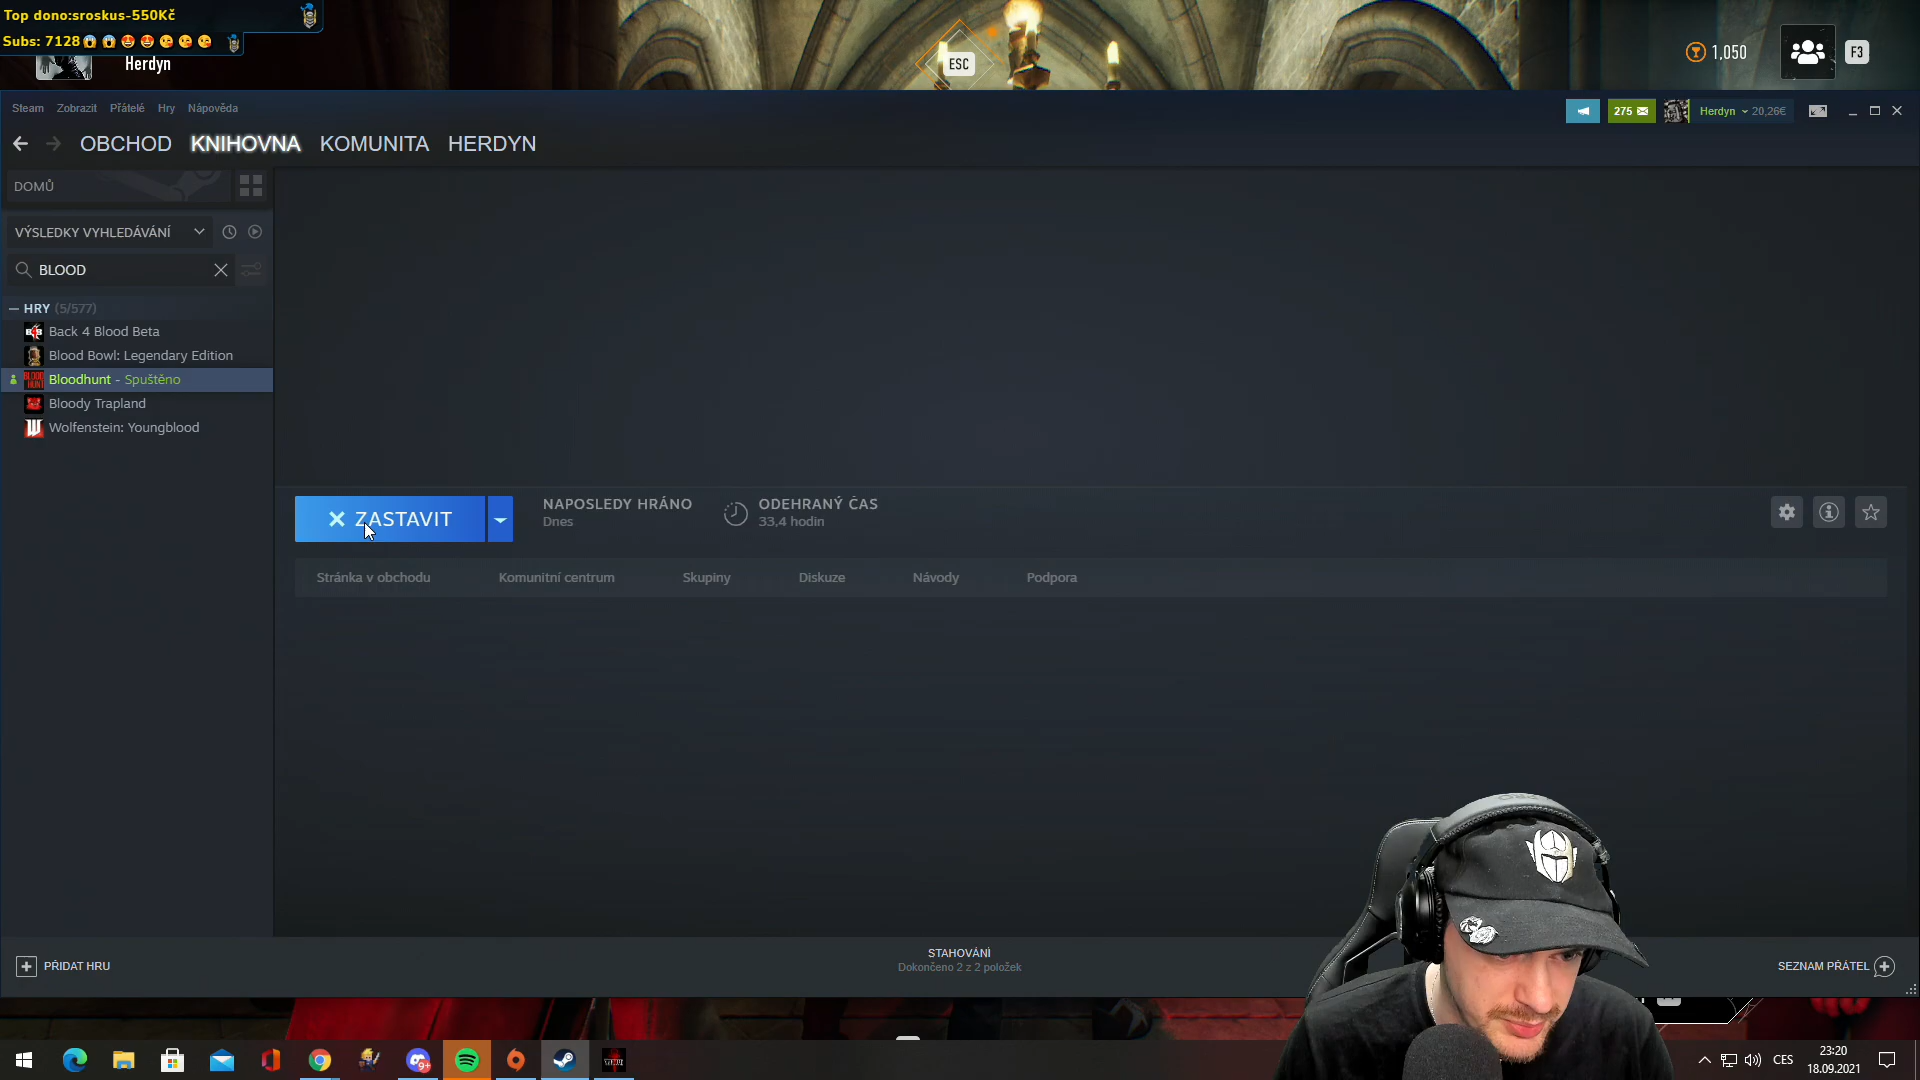 Top dono:sroskus-550Kč
Subs: 7128
Herdyn
ESC
1,050
F3
Steam Zobrazit Přátelé Hry Nápověda
275
Herdyn 20,26€
OBCHOD KNIHOVNA KOMUNITA HERDYN
DOMŮ
VÝSLEDKY VYHLEDÁVÁNÍ
BLOOD
HRY (5/577)
Back 4 Blood Beta
Blood Bowl: Legendary Edition
Bloodhunt - Spuštěno
Bloody Trapland
Wolfenstein: Youngblood
ZASTAVIT
NAPOSLEDY HRÁNO
Dnes
ODEHRANÝ ČAS
33,4 hodin
Stránka v obchodu Komunitní centrum Skupiny Diskuze Návody Podpora
PŘIDAT HRU
STAHOVÁNÍ
Dokončeno 2 z 2 položek
SEZNAM PŘÁTEL
9+
CES
23:20
18.09.2021